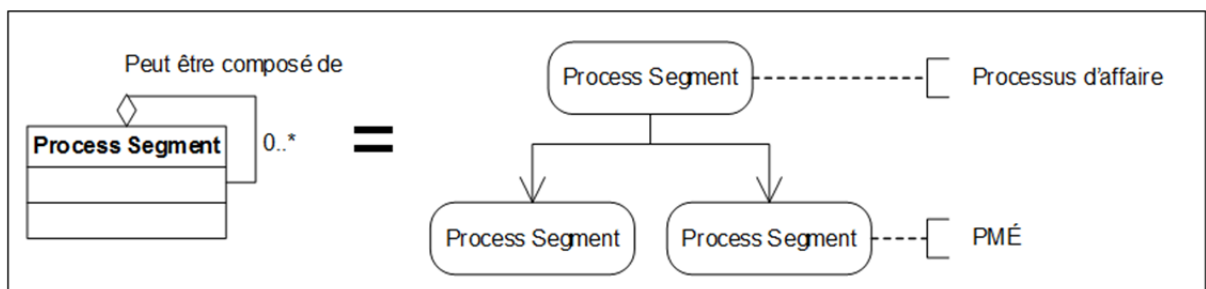 Peut être composé de
Process Segment
0..*
=
Process Segment
Processus d'affaire
Process Segment
Process Segment
PMÉ